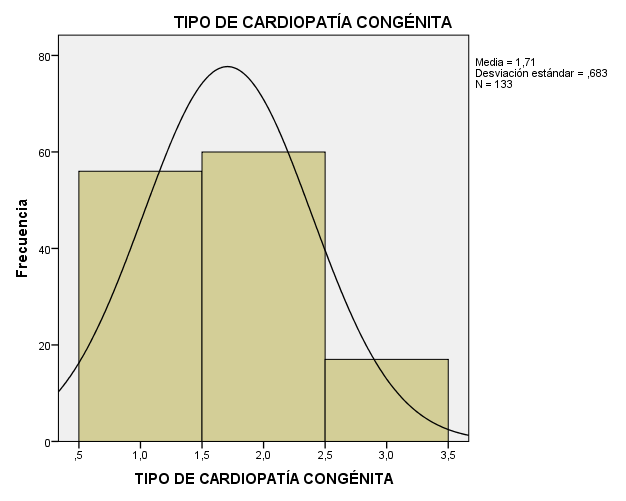 TIPO DE CARDIOPATÍA CONGÉNITA
Media = 1,71
Desviación estándar = ,683
N = 133
Frecuencia
80
60
40
20
0
,5 1,0 1,5 2,0 2,5 3,0 3,5
TIPO DE CARDIOPATÍA CONGÉNITA